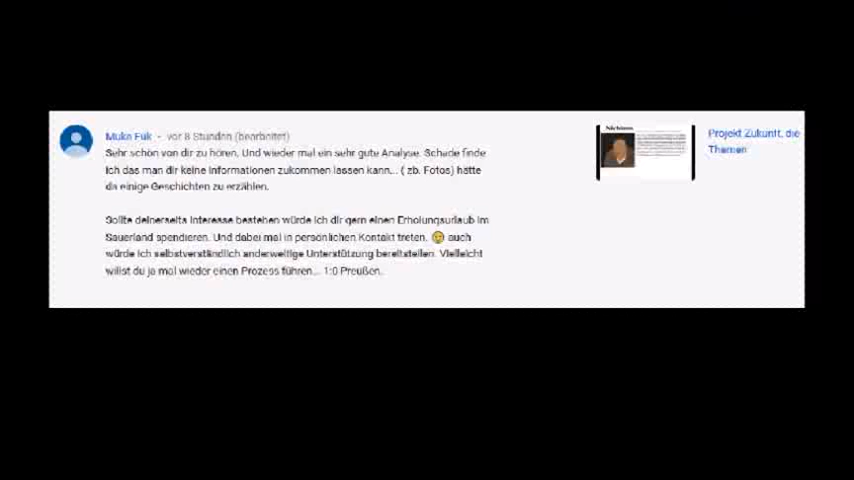 Muke Fuk • vor 8 Stunden (bearbeitet)
Sehr schön von dir zu hören. Und wieder mal ein sehr gute Analyse. Schade finde
ich das man dir keine Informationen zukommen lassen kann... ( zb. Fotos) hätte
da einige Geschichten zu erzählen.
Sollte deinerseits Interesse bestehen würde ich dir gern einen Erholungsurlaub im
Sauerland spendieren. Und dabei mal in persönlichen Kontakt treten. 😉 auch
würde ich selbstverständlich anderweitige Unterstützung bereitstellen. Vielleicht
willst du ja mal wieder einen Prozess führen... 1:0 Preußen.
Projekt Zukunft, die
Themen